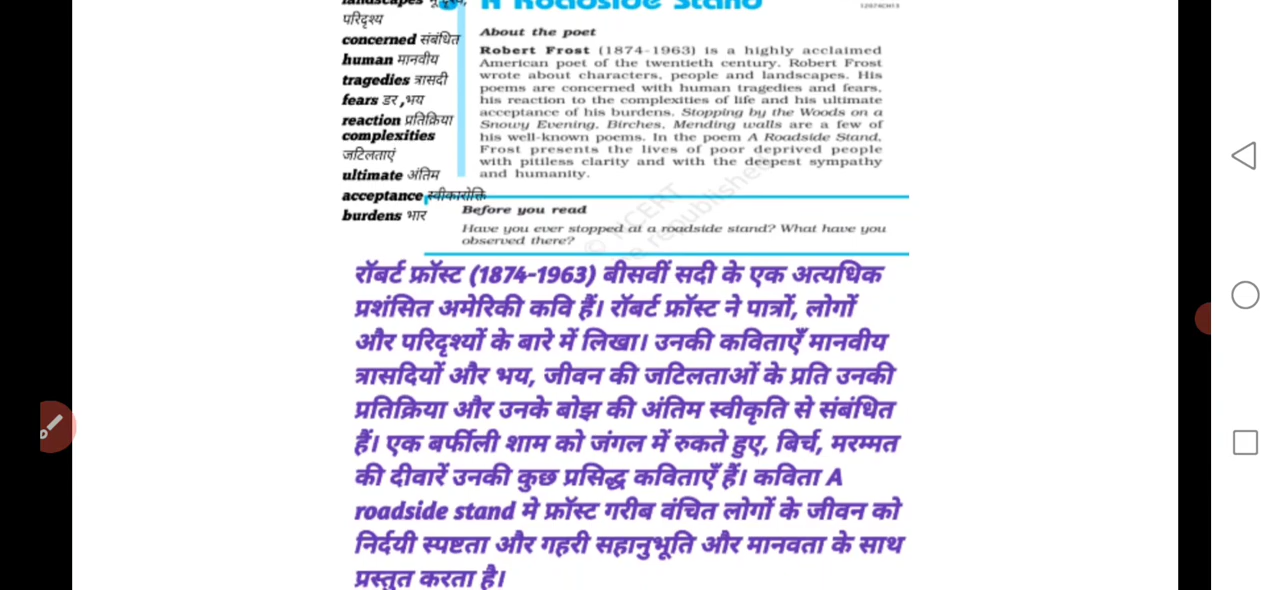 landscapes
परिदृश्य
concerned संबंधित
human मानवीय
tragedies त्रासदी
fears डर ,भय
reaction प्रतिक्रिया
complexities
जटिलताएं
ultimate अंतिम
acceptance स्वीकारोक्ति
burdens भार
A Roadside Stand
1207ACH13
About the poet
Robert Frost (1874-1963) is a highly acclaimed
American poet of the twentieth century. Robert Frost
wrote about characters, people and landscapes. His
poems are concerned with human tragedies and fears,
his reaction to the complexities of life and his ultimate
acceptance of his burdens. Stopping by the Woods on a
Snowy Evening, Birches, Mending walls are a few of
his well-known poems. In the poem A Roadside Stand,
Frost presents the lives of poor deprived people
with pitiless clarity and with the deepest sympathy
and humanity.
Before you read
Have you ever stopped at a roadside stand? What have you
observed there?
© NCERT
be republished
रॉबर्ट फ्रॉस्ट (1874-1963) बीसवीं सदी के एक अत्यधिक
प्रशंसित अमेरिकी कवि हैं। रॉबर्ट फ्रॉस्ट ने पात्रों, लोगों
और परिदृश्यों के बारे में लिखा। उनकी कविताएँ मानवीय
त्रासदियों और भय, जीवन की जटिलताओं के प्रति उनकी
प्रतिक्रिया और उनके बोझ की अंतिम स्वीकृति से संबंधित
हैं। एक बर्फीली शाम को जंगल में रुकते हुए, बिर्च, मरम्मत
की दीवारें उनकी कुछ प्रसिद्ध कविताएँ हैं। कविता A
roadside stand मे फ्रॉस्ट गरीब वंचित लोगों के जीवन को
निर्दयी स्पष्टता और गहरी सहानुभूति और मानवता के साथ
प्रस्तुत करता है।